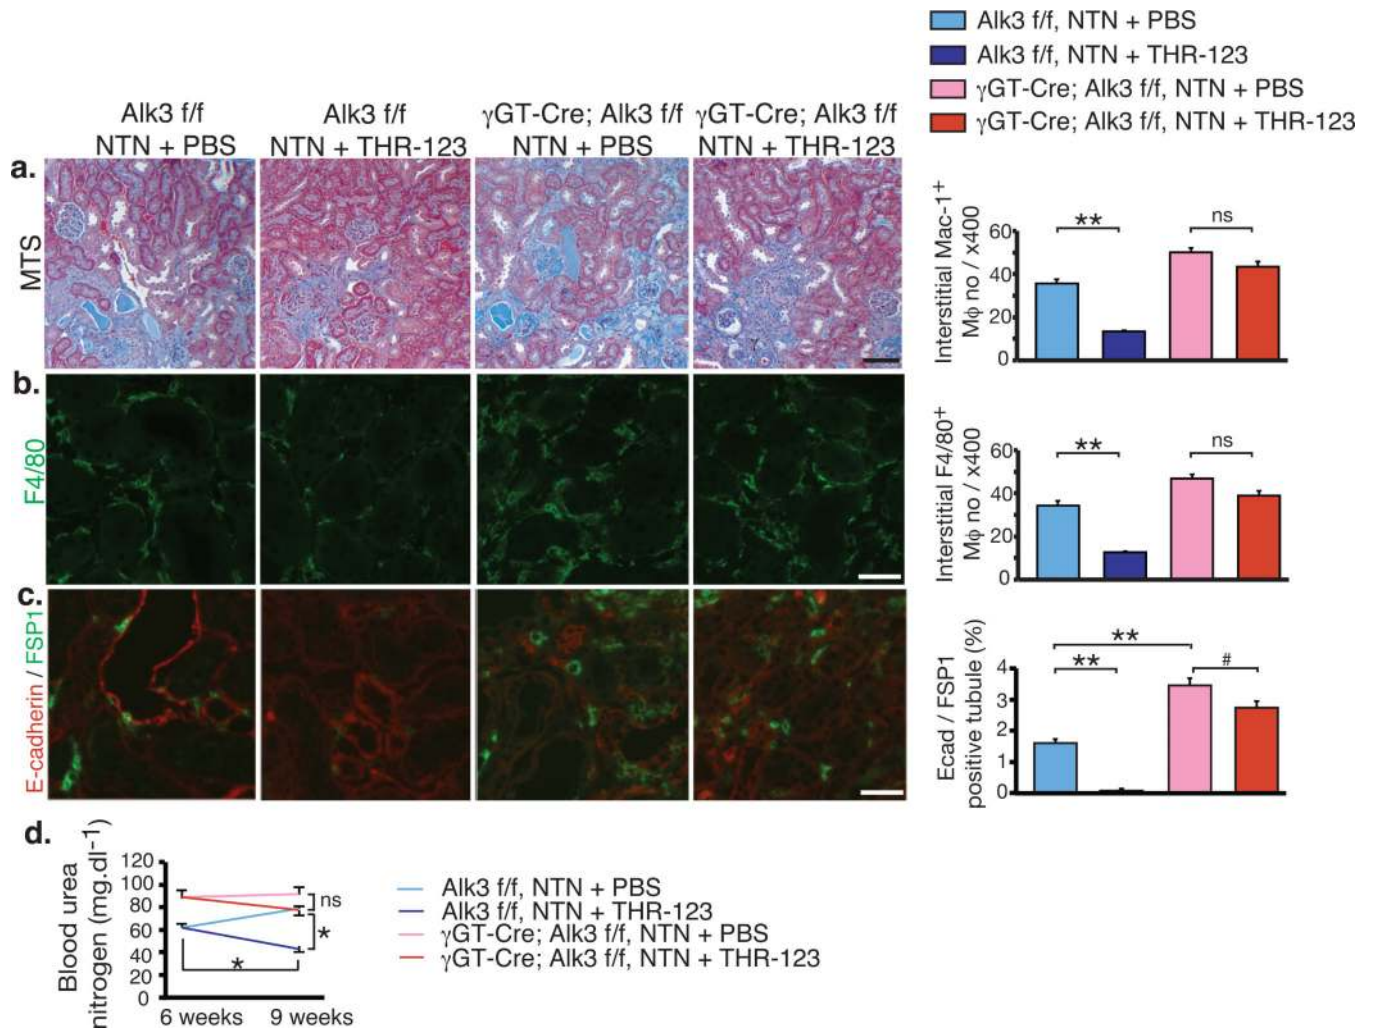 Alk3 f/f, NTN + PBS
Alk3 f/f, NTN + THR-123
γGT-Cre; Alk3 f/f, NTN + PBS
γGT-Cre; Alk3 f/f, NTN + THR-123
Alk3 f/f
NTN + PBS
Alk3 f/f
NTN + THR-123
γGT-Cre; Alk3 f/f
NTN + PBS
γGT-Cre; Alk3 f/f
NTN + THR-123
a.
MTS
Interstitial Mac-1+
Mφ no / x400
60
40
20
0
**
ns
b.
F4/80
Interstitial F4/80+
Mφ no / x400
60
40
20
0
**
ns
c.
E-cadherin / FSP1
Ecad / FSP1
positive tubule (%)
4
3
2
1
0
**
**
#
d.
Blood urea
nitrogen (mg.dl-1)
120
100
80
60
40
20
0
ns
*
*
6 weeks
9 weeks
Alk3 f/f, NTN + PBS
Alk3 f/f, NTN + THR-123
γGT-Cre; Alk3 f/f, NTN + PBS
γGT-Cre; Alk3 f/f, NTN + THR-123